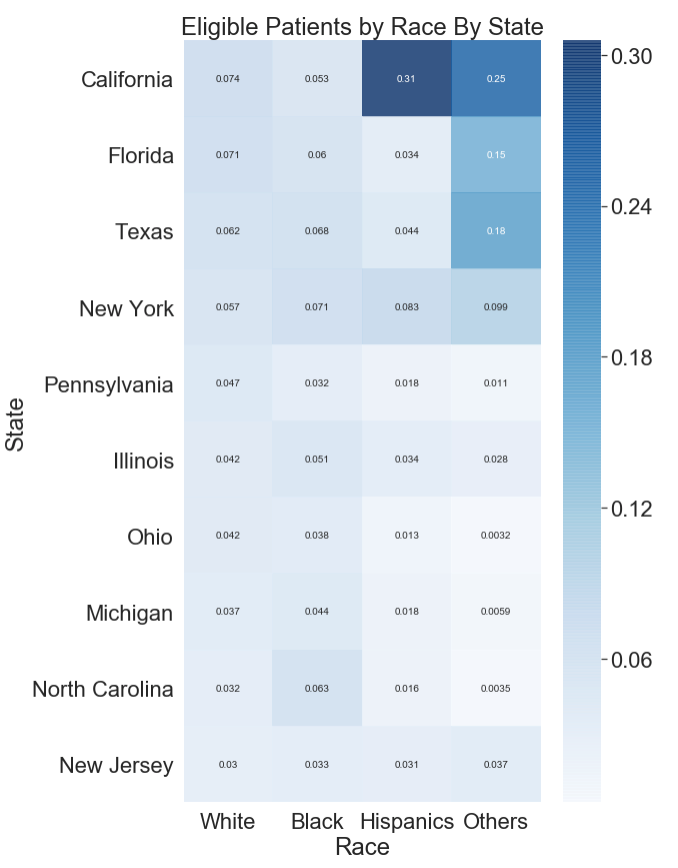 Eligible Patients by Race By State
California 0.074 0.053 0.31 0.25
Florida 0.071 0.06 0.034 0.15
Texas 0.062 0.068 0.044 0.18
New York 0.057 0.071 0.083 0.099
Pennsylvania 0.047 0.032 0.018 0.011
Illinois 0.042 0.051 0.034 0.028
Ohio 0.042 0.038 0.013 0.0032
Michigan 0.037 0.044 0.018 0.0059
North Carolina 0.032 0.063 0.016 0.0035
New Jersey 0.03 0.033 0.031 0.037
White Black Hispanics Others
Race
State
0.30
0.24
0.18
0.12
0.06